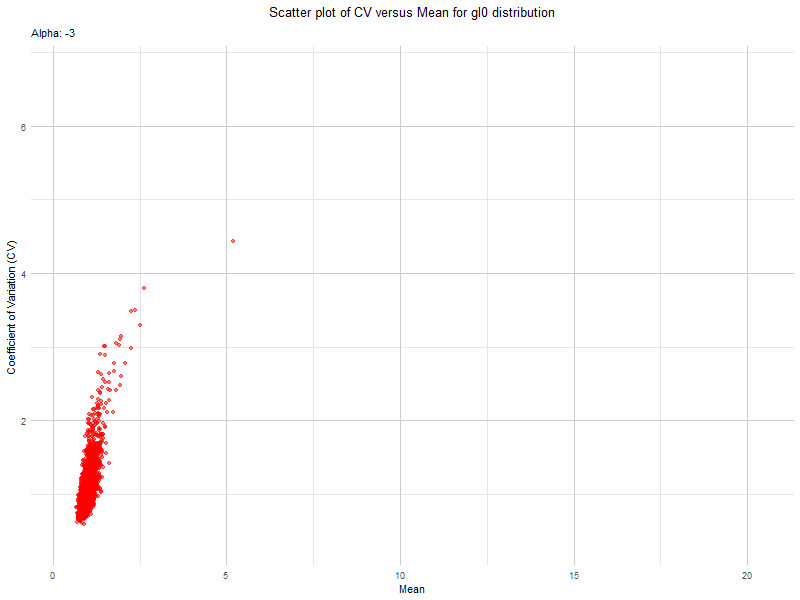 Scatter plot of CV versus Mean for gI0 distribution
Alpha: -3
6
4
2
Coefficient of Variation (CV)
0
5
10
15
20
Mean